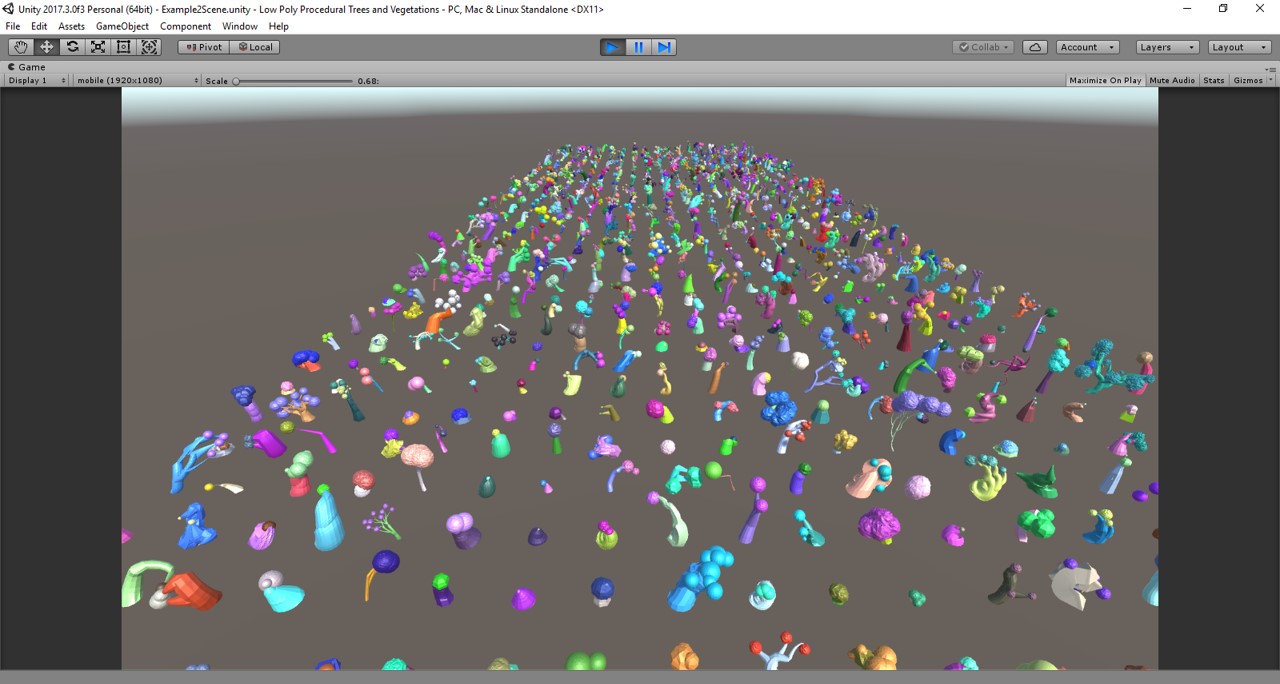 Unity 2017.3.0f3 Personal (64bit) - Example2Scene.unity - Low Poly Procedural Trees and Vegetations - PC, Mac & Linux Standalone <DX11>
File Edit Assets GameObject Component Window Help
Pivot Local Collab Account Layers Layout
Game
Display 1 mobile (1920x1080) Scale 0.68: Maximize On Play Mute Audio Stats Gizmos